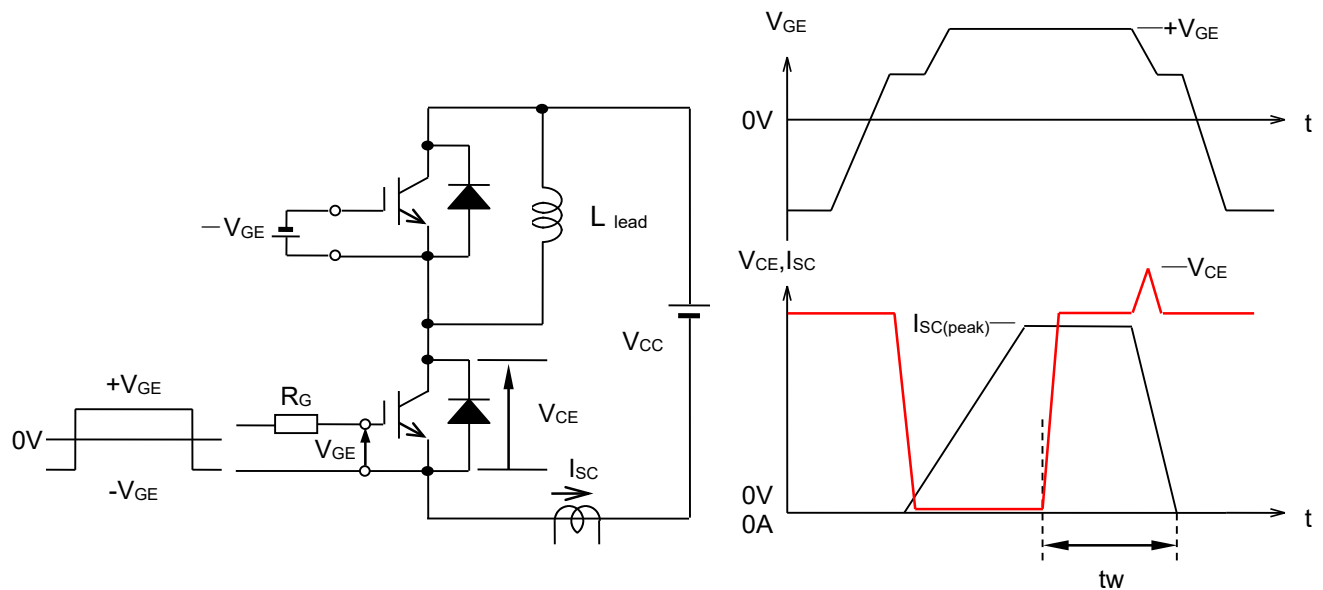 —VGE
L lead
VCC
+VGE
0V
-VGE
RG
VGE
VCE
ISC
VGE
—+VGE
0V
t
VCE,ISC
—VCE
ISC(peak)—
0V
0A
t
tw